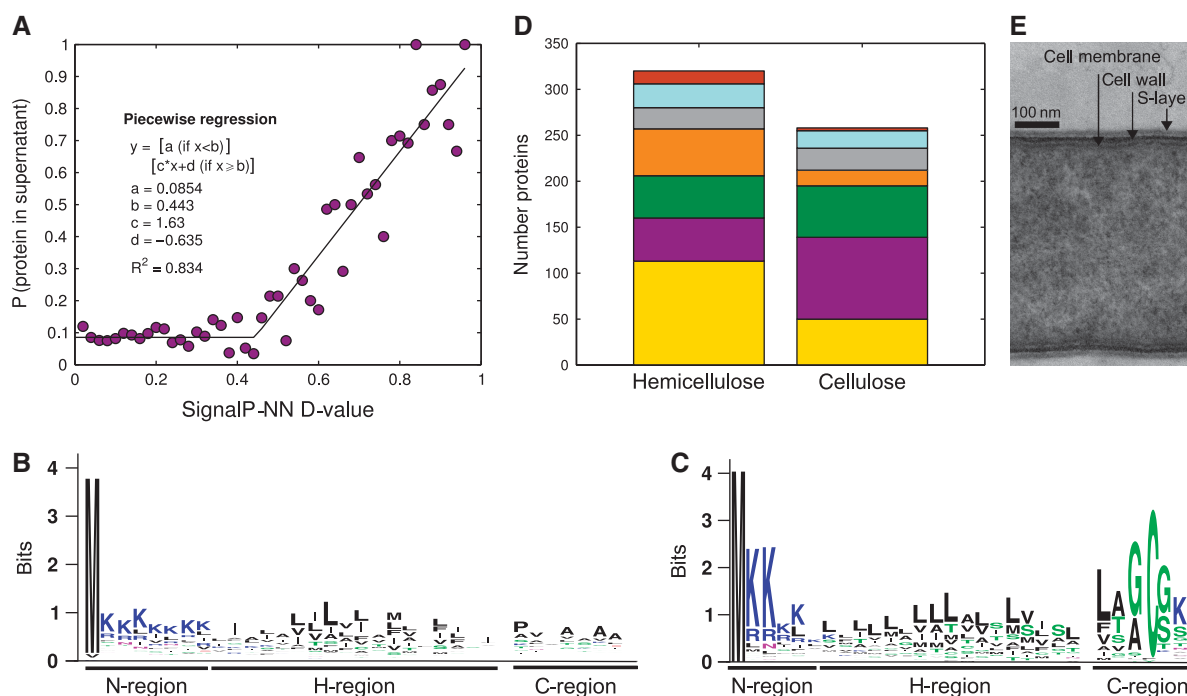 A
P (protein in supernatant)
1
0.9
0.8
0.7
0.6
0.5
0.4
0.3
0.2
0.1
0
Piecewise regression
y = [a (if x<b)]
[c*x+d (if x≥b)]
a = 0.0854
b = 0.443
c = 1.63
d = −0.635
R² = 0.834
0 0.2 0.4 0.6 0.8 1
SignalP-NN D-value
D
Number proteins
350
300
250
200
150
100
50
0
Hemicellulose Cellulose
E
Cell membrane
Cell wall
S-laye
100 nm
B
Bits
4
3
2
1
0
N-region H-region C-region
C
Bits
4
3
2
1
0
N-region H-region C-region